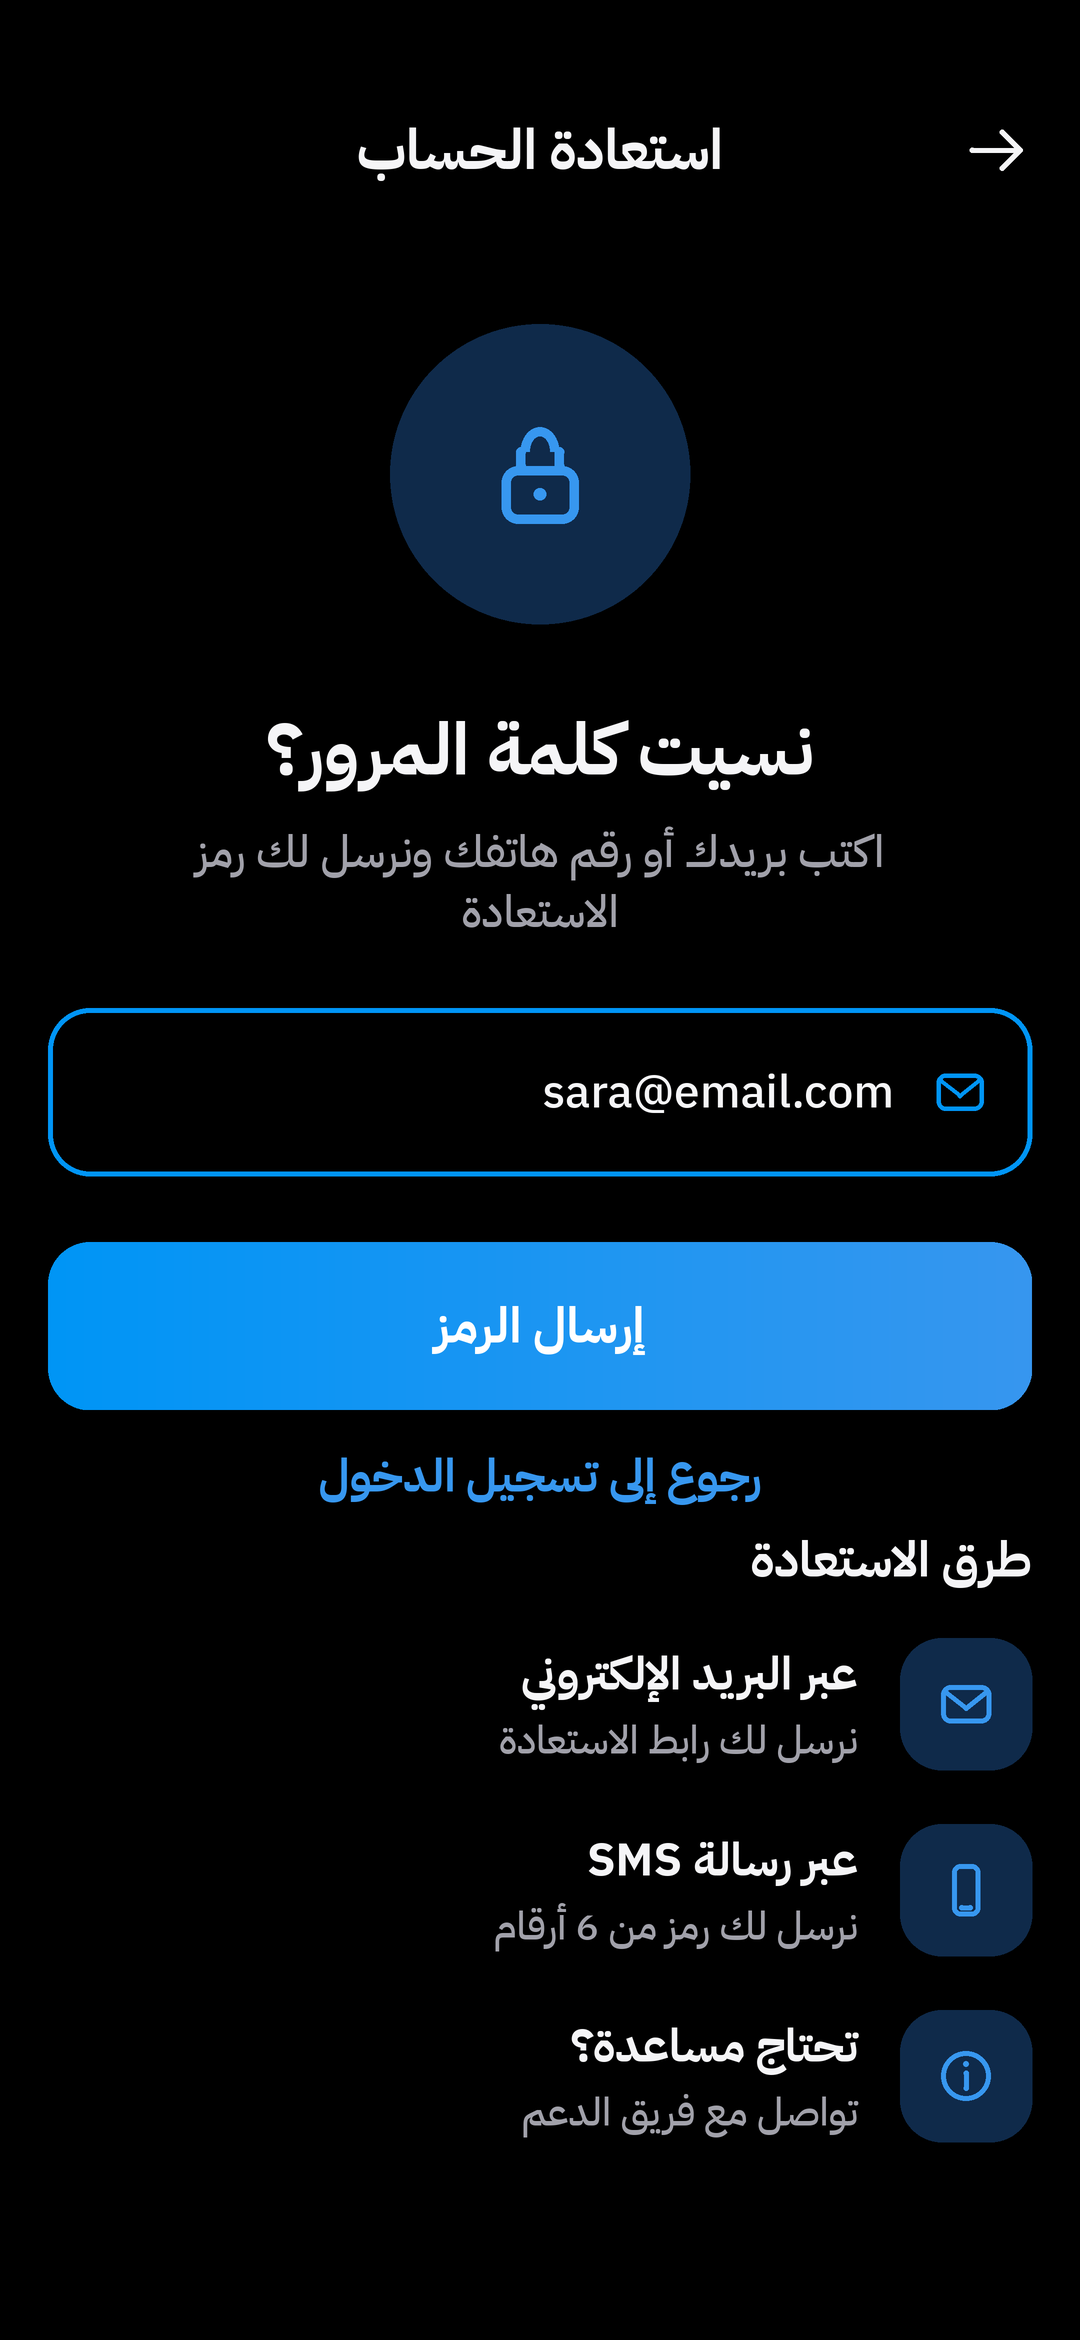 استعادة الحساب
نسيت كلمة المرور؟
اكتب بريدك أو رقم هاتفك ونرسل لك رمز
الاستعادة
sara@email.com
إرسال الرمز
رجوع إلى تسجيل الدخول
طرق الاستعادة
عبر البريد الإلكتروني
نرسل لك رابط الاستعادة
عبر رسالة SMS
نرسل لك رمز من 6 أرقام
تحتاج مساعدة؟
تواصل مع فريق الدعم